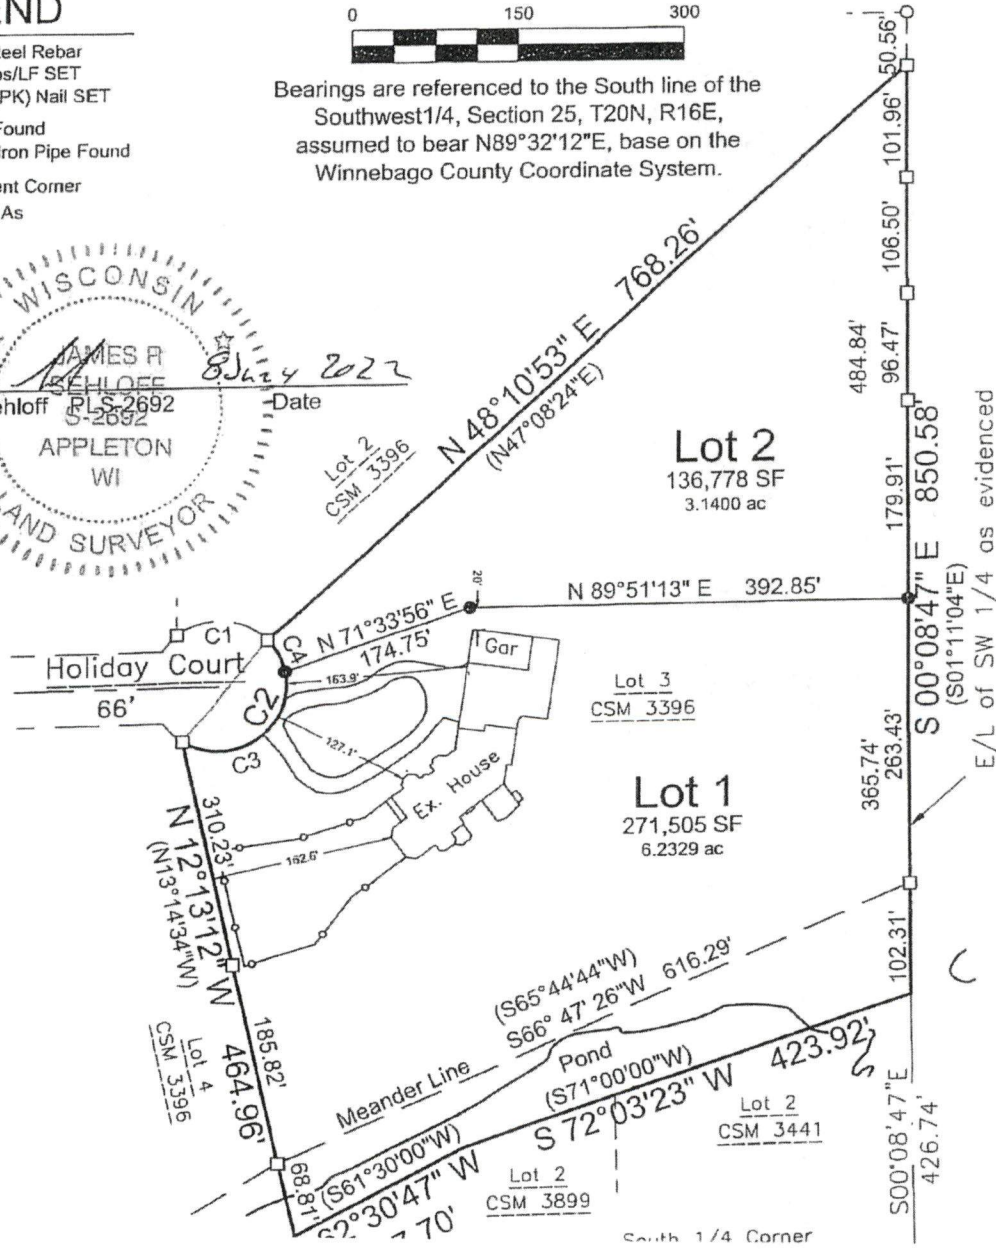 END
0 150 300
teel Rebar
os/LF SET
(PK) Nail SET
Found
Iron Pipe Found
ent Corner
As
Bearings are referenced to the South line of the
Southwest1/4, Section 25, T20N, R16E,
assumed to bear N89°32'12"E, base on the
Winnebago County Coordinate System.
WISCONSIN
JAMES R
SEHLOFF
S-2692
APPLETON
WI
LAND SURVEYOR
ehloff PLS-2692
2022
Date
50.56'
101.96'
106.50'
96.47'
484.84'
179.91'
N 48°10'53" E 768.26'
(N47°08'24"E)
Lot 2
CSM 3396
Lot 2
136,778 SF
3.1400 ac
S 00°08'47" E 850.58'
(S01°11'04"E)
E/L of SW 1/4 as evidenced
N 89°51'13" E 392.85'
20'
N 71°33'56" E
174.75'
C1
C4
C2
C3
Holiday Court
66'
Gar
163.9'
127.1'
Ex. House
162.6'
Lot 3
CSM 3396
Lot 1
271,505 SF
6.2329 ac
365.74'
263.43'
102.31'
310.23'
N 12°13'12" W 464.96'
(N13°14'34"W)
185.82'
68.81'
Lot 4
CSM 3396
(S65°44'44"W)
S66° 47' 26"W 616.29'
Meander Line
Pond
(S71°00'00"W)
S 72°03'23" W 423.92'
(S61°30'00"W)
S2°30'47" W
7.70'
Lot 2
CSM 3441
Lot 2
CSM 3899
S00°08'47"E
426.74'
South 1/4 Corner